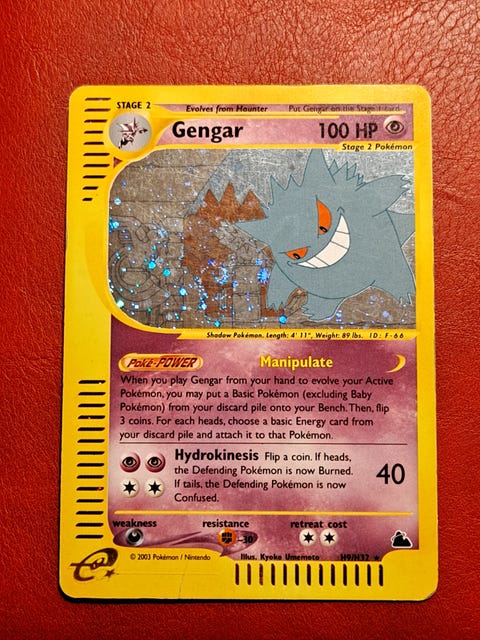 STAGE 2
Evolves from Haunter Put Gengar on the Stage 1 card
Gengar 100 HP
Stage 2 Pokémon
Shadow Pokémon. Length: 4' 11", Weight: 89 lbs. ID: F-66
Poké-POWER Manipulate
When you play Gengar from your hand to evolve your Active
Pokémon, you may put a Basic Pokémon (excluding Baby
Pokémon) from your discard pile onto your Bench. Then, flip
3 coins. For each heads, choose a basic Energy card from
your discard pile and attach it to that Pokémon.
Hydrokinesis Flip a coin. If heads,
the Defending Pokémon is now Burned.
If tails, the Defending Pokémon is now
Confused.
40
weakness resistance retreat cost
-30
Illus. Kyoko Umemoto H9/H32
© 2003 Pokémon / Nintendo
e